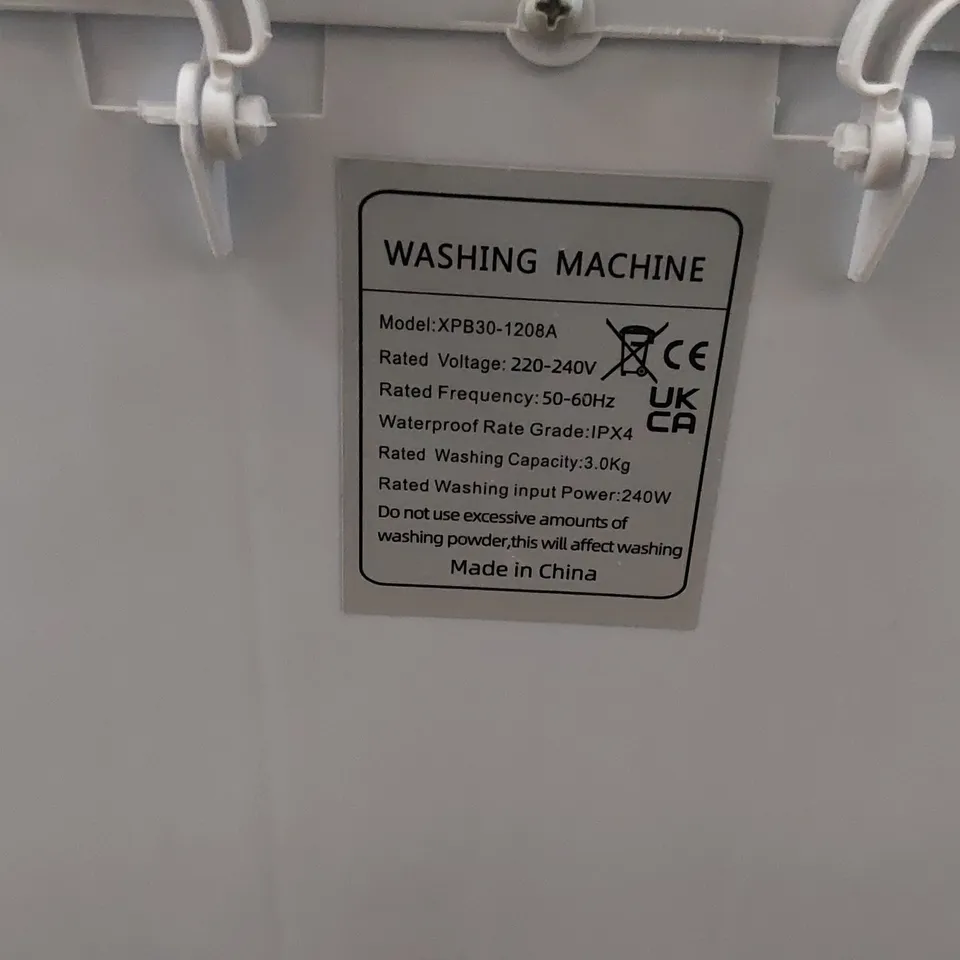 WASHING MACHINE
Model:XPB30-1208A
Rated Voltage: 220-240V
CE
Rated Frequency:50-60Hz
UK
CA
Waterproof Rate Grade:IPX4
Rated Washing Capacity:3.0Kg
Rated Washing input Power:240W
Do not use excessive amounts of
washing powder,this will affect washing
Made in China